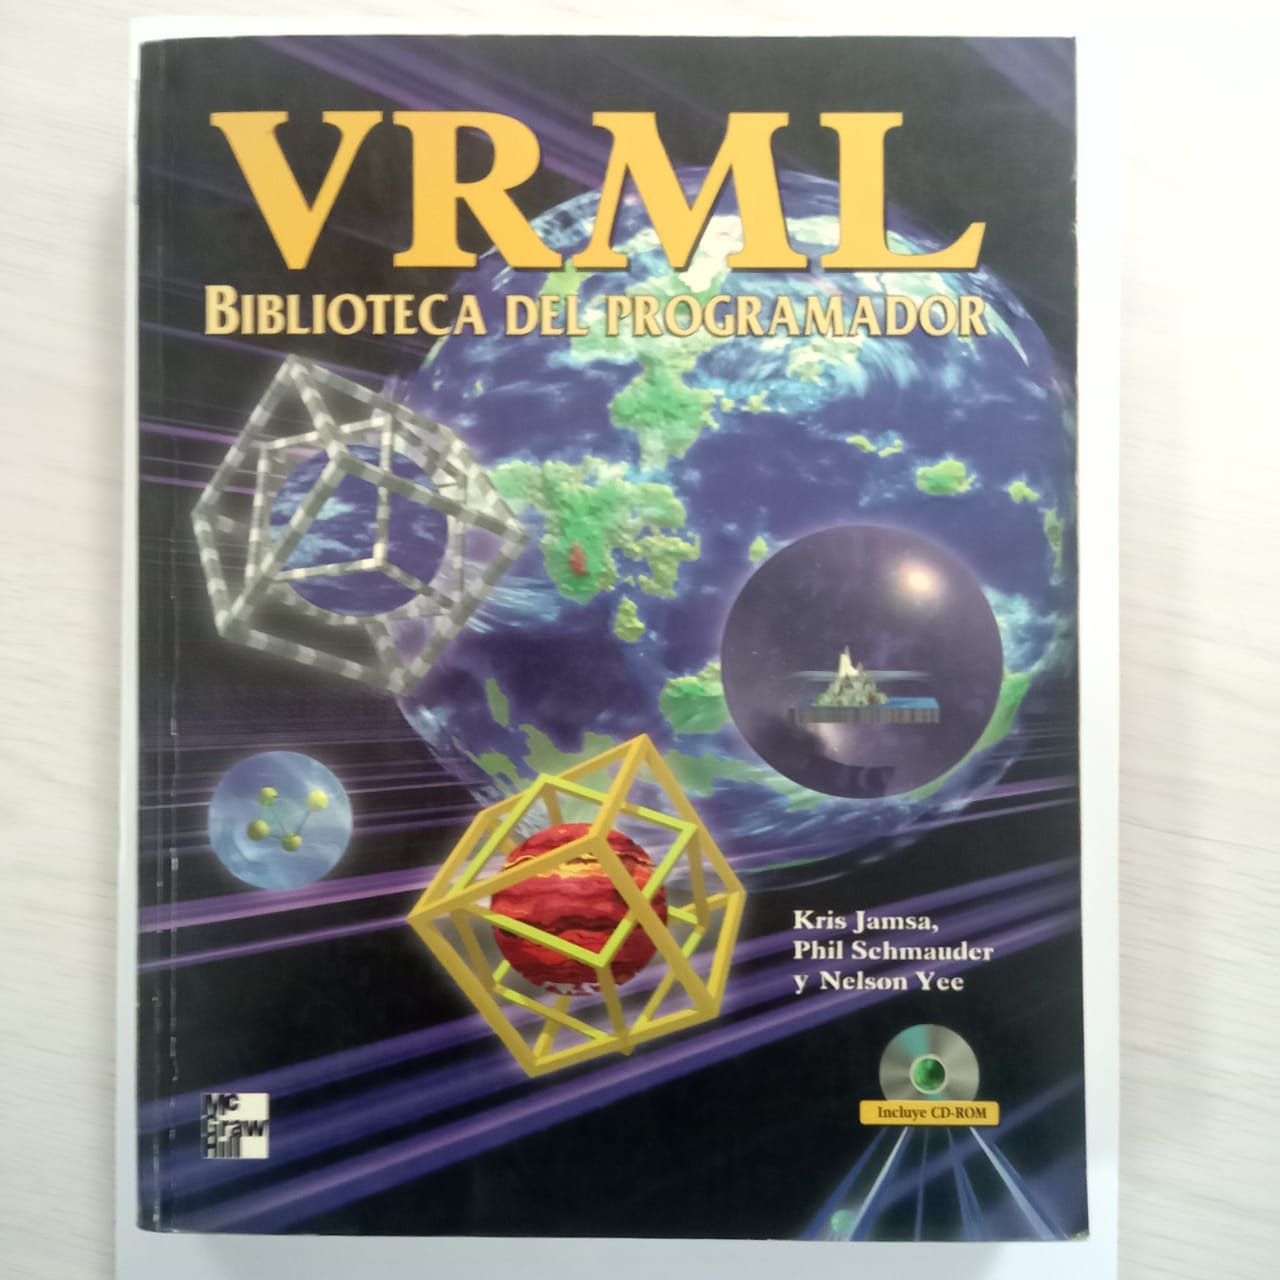 VRML
BIBLIOTECA DEL PROGRAMADOR
Kris Jamsa,
Phil Schmauder
y Nelson Yee
Incluye CD-ROM
Mc
Graw
Hill